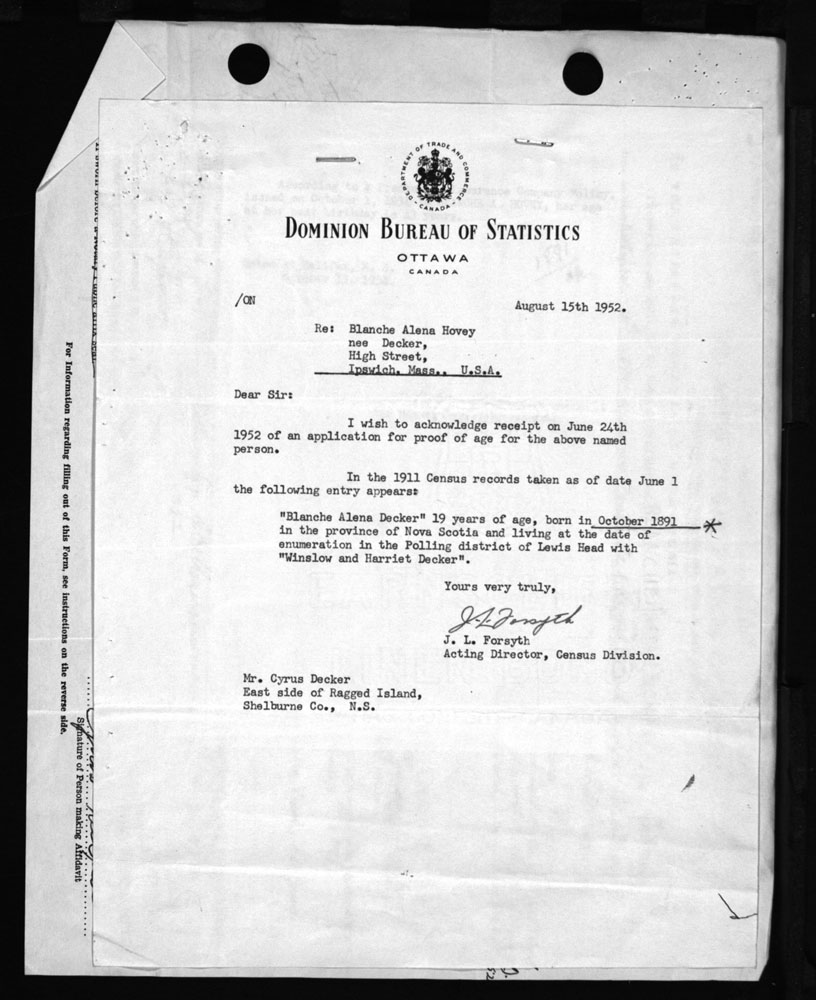 DEPARTMENT OF TRADE AND COMMERCE
CANADA
DOMINION BUREAU OF STATISTICS
OTTAWA
CANADA
/ON
August 15th 1952.
Re: Blanche Alena Hovey
nee Decker,
High Street,
Ipswich, Mass., U.S.A.
Dear Sir:
I wish to acknowledge receipt on June 24th
1952 of an application for proof of age for the above named
person.
In the 1911 Census records taken as of date June 1
the following entry appears:
"Blanche Alena Decker" 19 years of age, born in October 1891 *
in the province of Nova Scotia and living at the date of
enumeration in the Polling district of Lewis Head with
"Winslow and Harriet Decker".
Yours very truly,
J. L. Forsyth
J. L. Forsyth
Acting Director, Census Division.
Mr. Cyrus Decker
East side of Ragged Island,
Shelburne Co., N.S.
For Information regarding filling out of this Form, see instructions on the reverse side.
Signature of Person making Affidavit
52